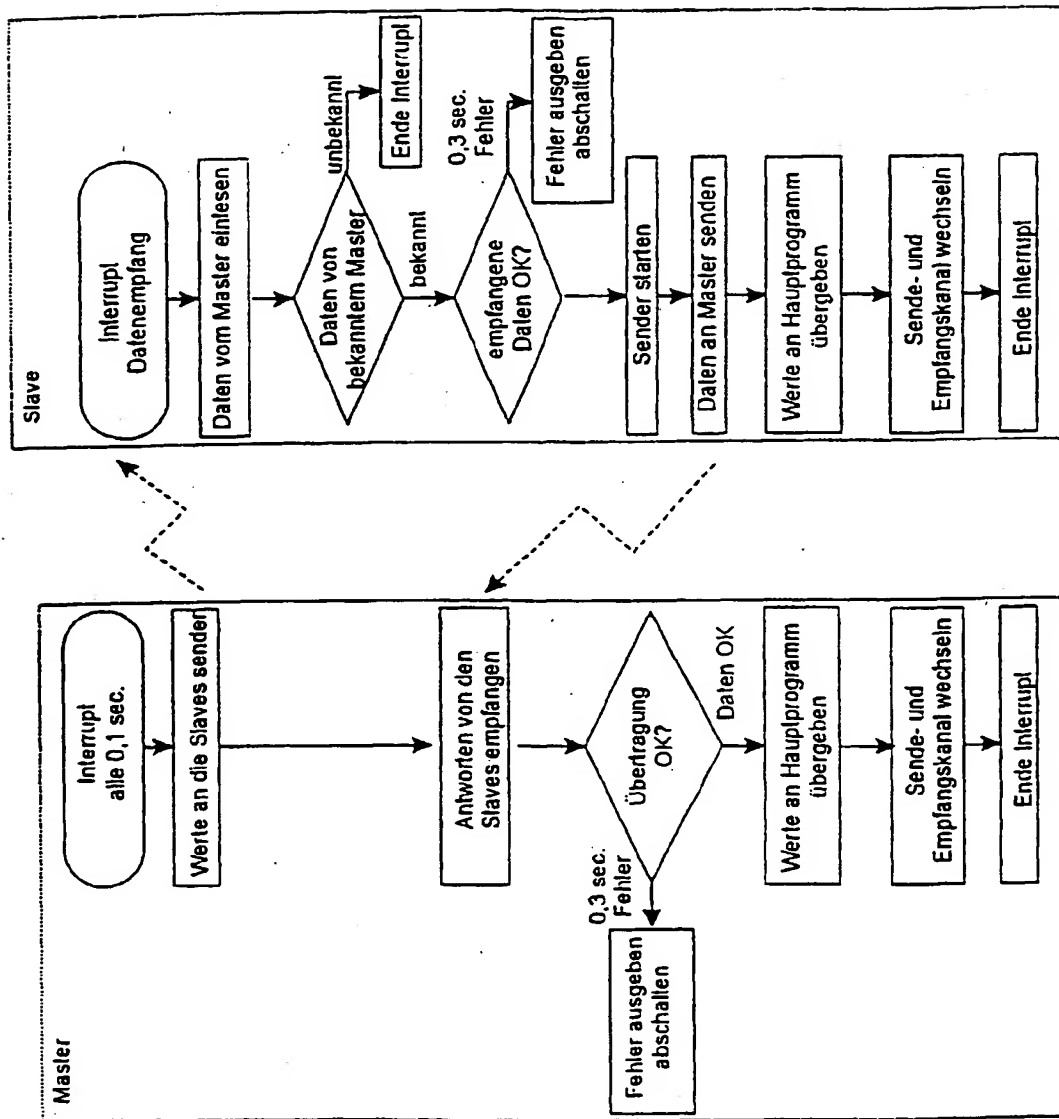 Master
Interrupt
alle 0,1 sec.
Werte an die Slaves senden
Antworten von den
Slaves empfangen
Übertragung
OK?
0,3 sec.
Fehler
Fehler ausgeben
abschalten
Daten OK
Werte an Hauptprogramm
übergeben
Sende- und
Empfangskanal wechseln
Ende Interrupt
Slave
Interrupt
Datenempfang
Daten vom Master einlesen
Daten von
bekanntem Master
unbekannt
Ende Interrupt
bekannt
empfangene
Daten OK?
0,3 sec.
Fehler
Fehler ausgeben
abschalten
Sender starten
Daten an Master senden
Werte an Hauptprogramm
übergeben
Sende- und
Empfangskanal wechseln
Ende Interrupt